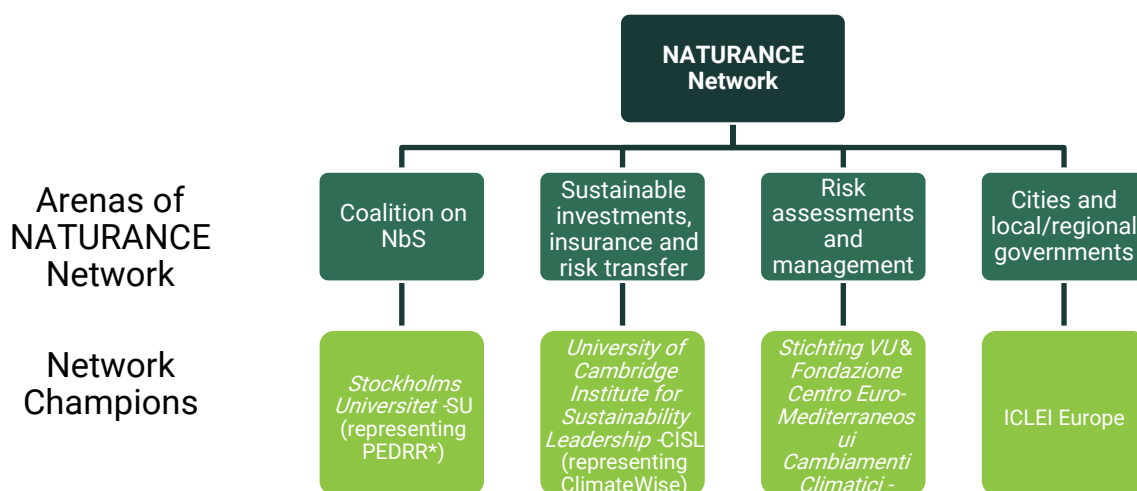 NATURANCE
Network
Arenas of
NATURANCE
Network
Coalition on
NbS
Sustainable
investments,
insurance and
risk transfer
Risk
assessments
and
management
Cities and
local/regional
governments
Network
Champions
Stockholms
Universitet -SU
(representing
PEDRR*)
University of
Cambridge
Institute for
Sustainability
Leadership -CISL
(representing
ClimateWise)
Stichting VU &
Fondazione
Centro Euro-
Mediterraneos
ui
Cambiamenti
Climatici -
ICLEI Europe